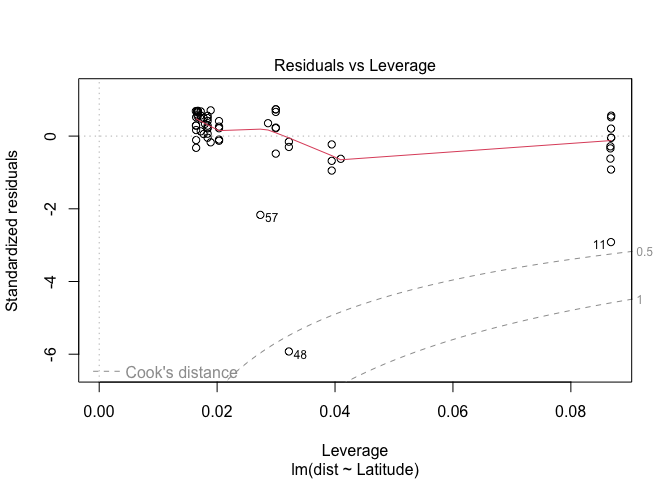 Residuals vs Leverage
Standardized residuals
0
-2
-4
-6
57
11
48
0.5
1
Cook's distance
0.00 0.02 0.04 0.06 0.08
Leverage
lm(dist ~ Latitude)